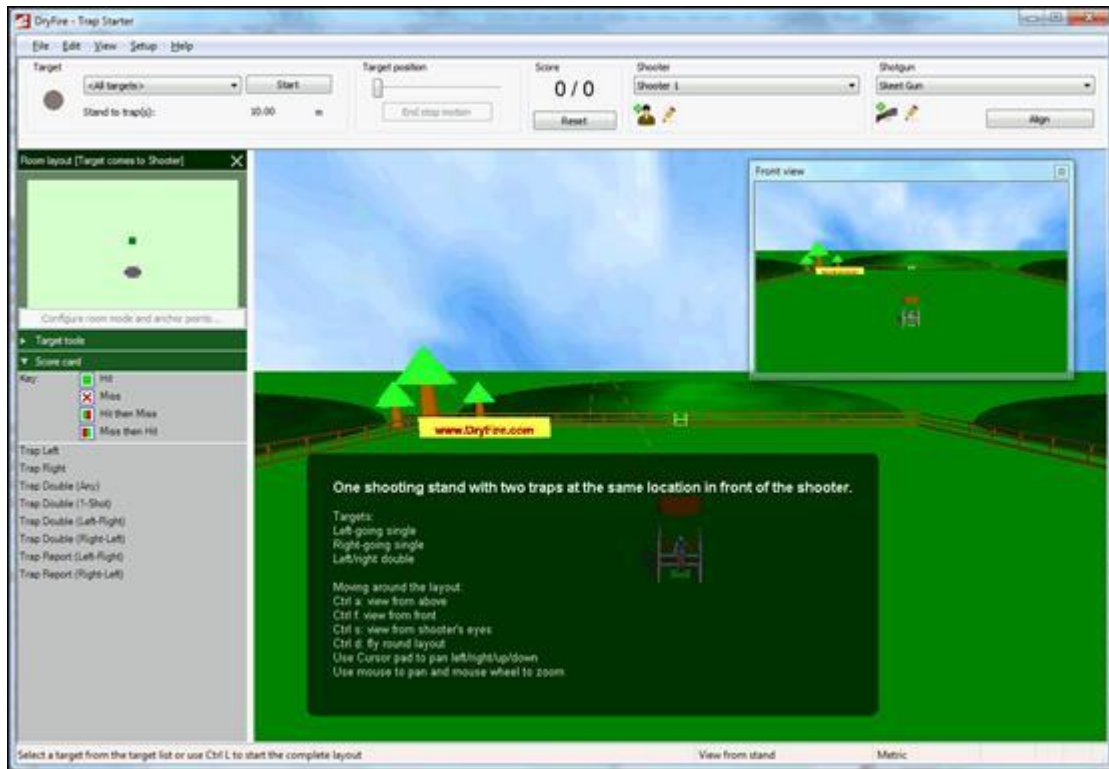 DryFire - Trap Starter
File Edit View Setup Help
Target
<All targets>
Start
Stand to trap(s): 10.00 m
Target position
End stop motion
Score
0 / 0
Reset
Shooter
Shooter 1
Shotgun
Skeet Gun
Align
Room layout [Target comes to Shooter]
Configure room mode and anchor points...
Target tools
Score card
Key: Hit
Miss
Hit then Miss
Miss then Hit
Trap Left
Trap Right
Trap Double (Any)
Trap Double (1-Shot)
Trap Double (Left-Right)
Trap Double (Right-Left)
Trap Report (Left-Right)
Trap Report (Right-Left)
Front view
www.DryFire.com
One shooting stand with two traps at the same location in front of the shooter.
Targets:
Left-going single
Right-going single
Left/right double
Moving around the layout:
Ctrl a: view from above
Ctrl f: view from front
Ctrl s: view from shooter's eyes
Ctrl d: fly round layout
Use Cursor pad to pan left/right/up/down
Use mouse to pan and mouse wheel to zoom
Select a target from the target list or use Ctrl L to start the complete layout
View from stand
Metric